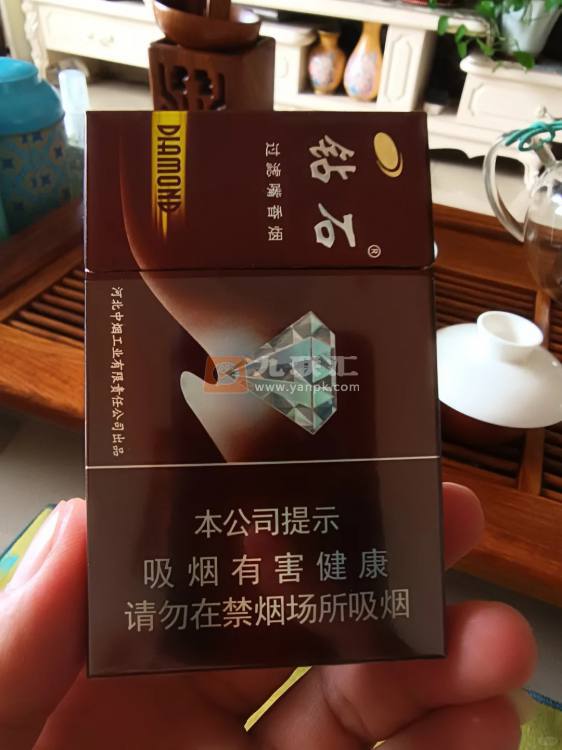 DIAMOND
钻石®
过滤嘴香烟
河北中烟工业有限责任公司出品
www.yanpk.com
本公司提示
吸烟有害健康
请勿在禁烟场所吸烟